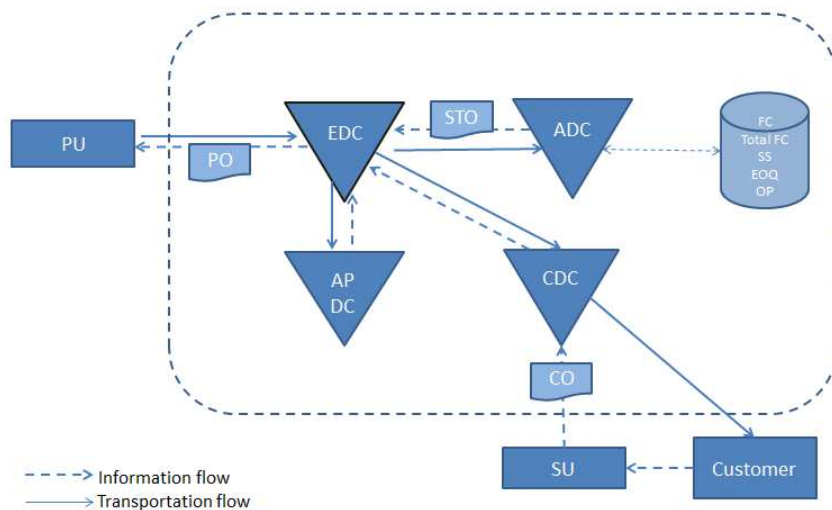 STO
FC
Total FC
SS
EOQ
OP
PU
PO
EDC
ADC
AP
DC
CDC
CO
SU
Customer
Information flow
Transportation flow